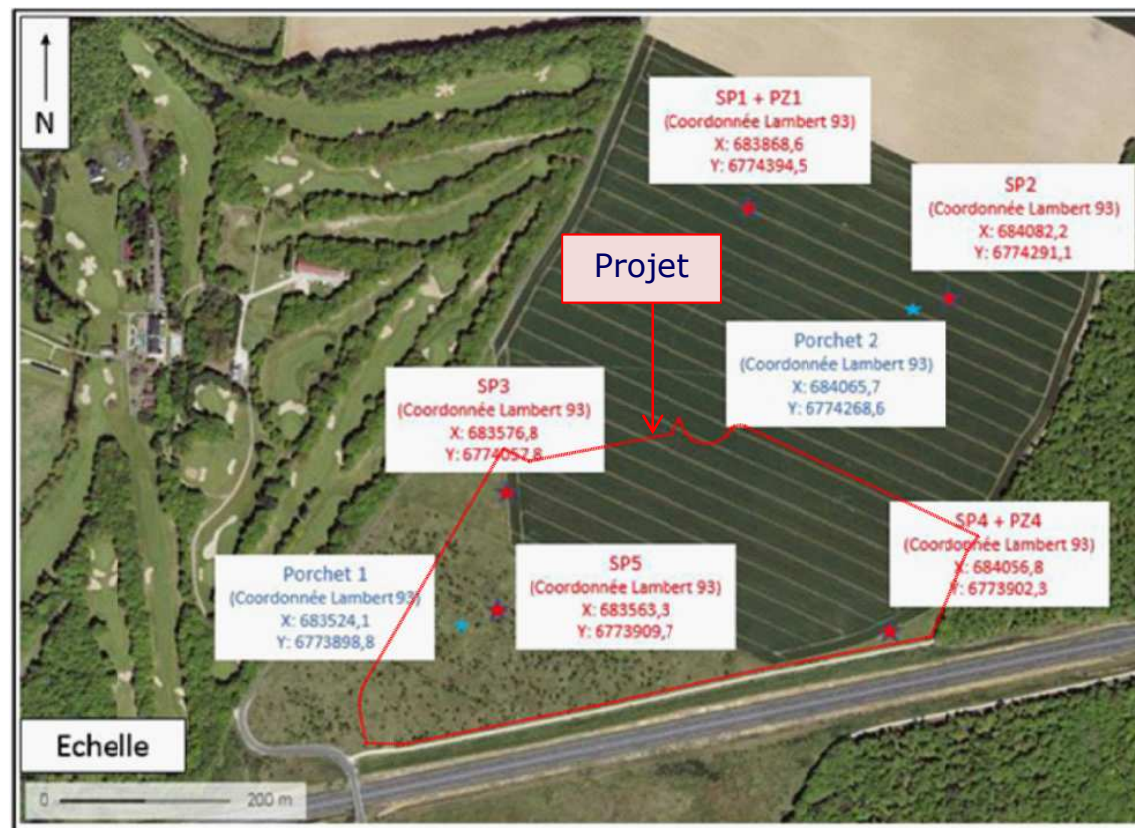 N
SP1 + PZ1
(Coordonnée Lambert 93)
X: 683868,6
Y: 6774394,5
SP2
(Coordonnée Lambert 93)
X: 684082,2
Y: 6774291,1
Projet
Porchet 2
(Coordonnée Lambert 93)
X: 684065,7
Y: 6774268,6
SP3
(Coordonnée Lambert 93)
X: 683576,8
Y: 6774057,8
SP4 + PZ4
(Coordonnée Lambert 93)
X: 684056,8
Y: 6773902,3
SP5
(Coordonnée Lambert 93)
X: 683563,3
Y: 6773909,7
Porchet 1
(Coordonnée Lambert 93)
X: 683524,1
Y: 6773898,8
Echelle
0 200 m